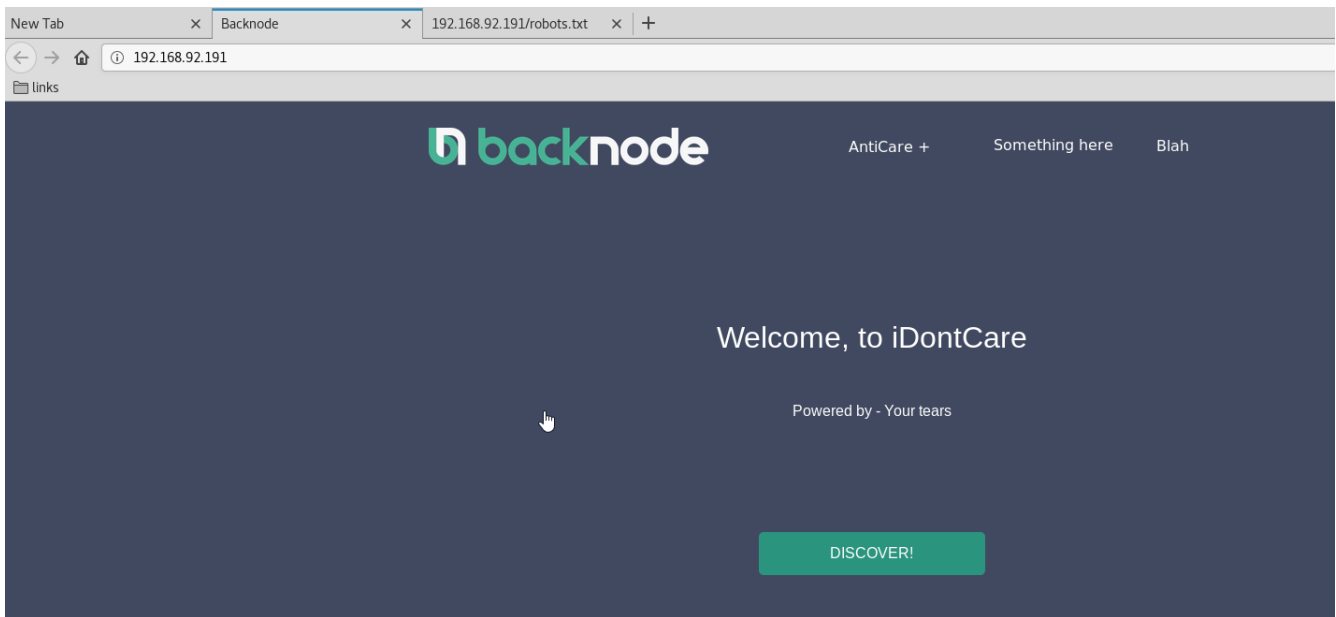 New Tab Backnode 192.168.92.191/robots.txt
192.168.92.191
links
backnode AntiCare + Something here Blah
Welcome, to iDontCare
Powered by - Your tears
DISCOVER!